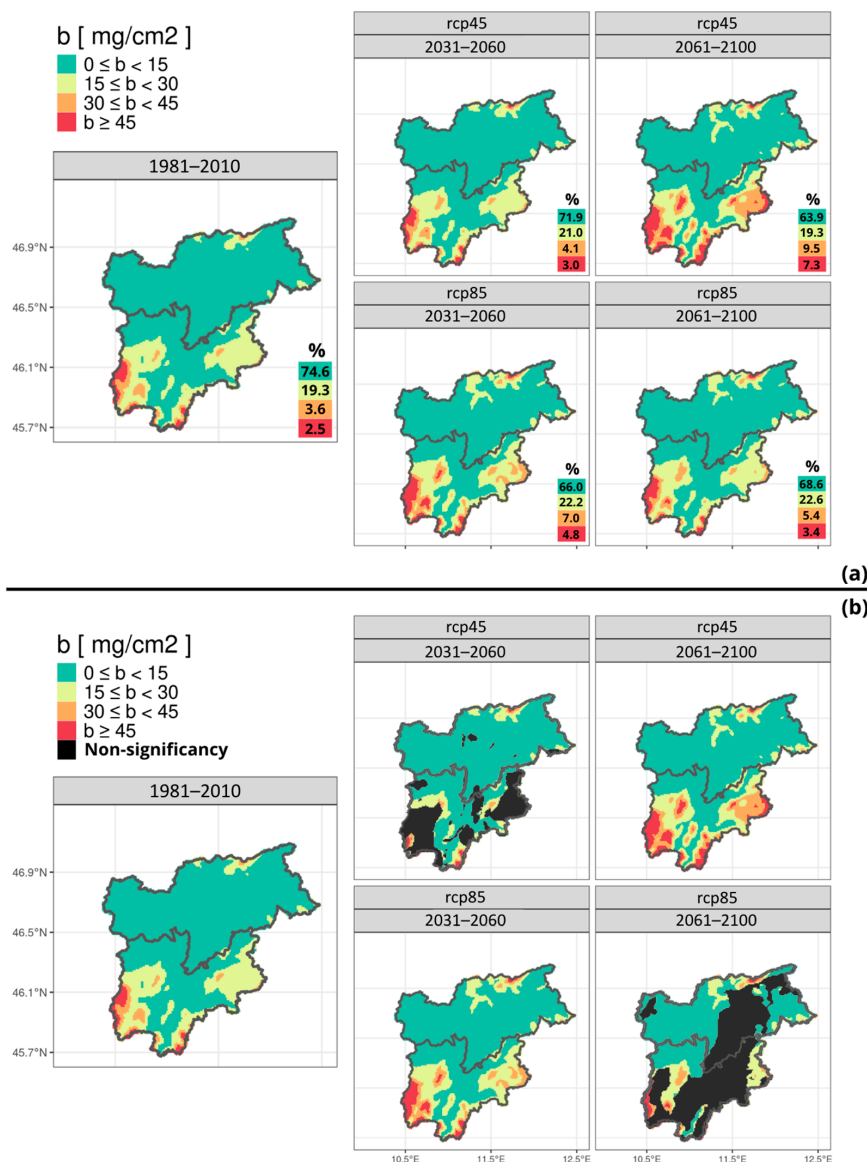 b [ mg/cm2 ]
0 ≤ b < 15
15 ≤ b < 30
30 ≤ b < 45
b ≥ 45
1981–2010
46.9°N
46.5°N
46.1°N
45.7°N
%
74.6
19.3
3.6
2.5
rcp45
2031–2060
%
71.9
21.0
4.1
3.0
rcp45
2061–2100
%
63.9
19.3
9.5
7.3
rcp85
2031–2060
%
66.0
22.2
7.0
4.8
rcp85
2061–2100
%
68.6
22.6
5.4
3.4
(a)
(b)
b [ mg/cm2 ]
0 ≤ b < 15
15 ≤ b < 30
30 ≤ b < 45
b ≥ 45
Non-significancy
1981–2010
46.9°N
46.5°N
46.1°N
45.7°N
rcp45
2031–2060
rcp45
2061–2100
rcp85
2031–2060
rcp85
2061–2100
10.5°E
11.5°E
12.5°E
10.5°E
11.5°E
12.5°E